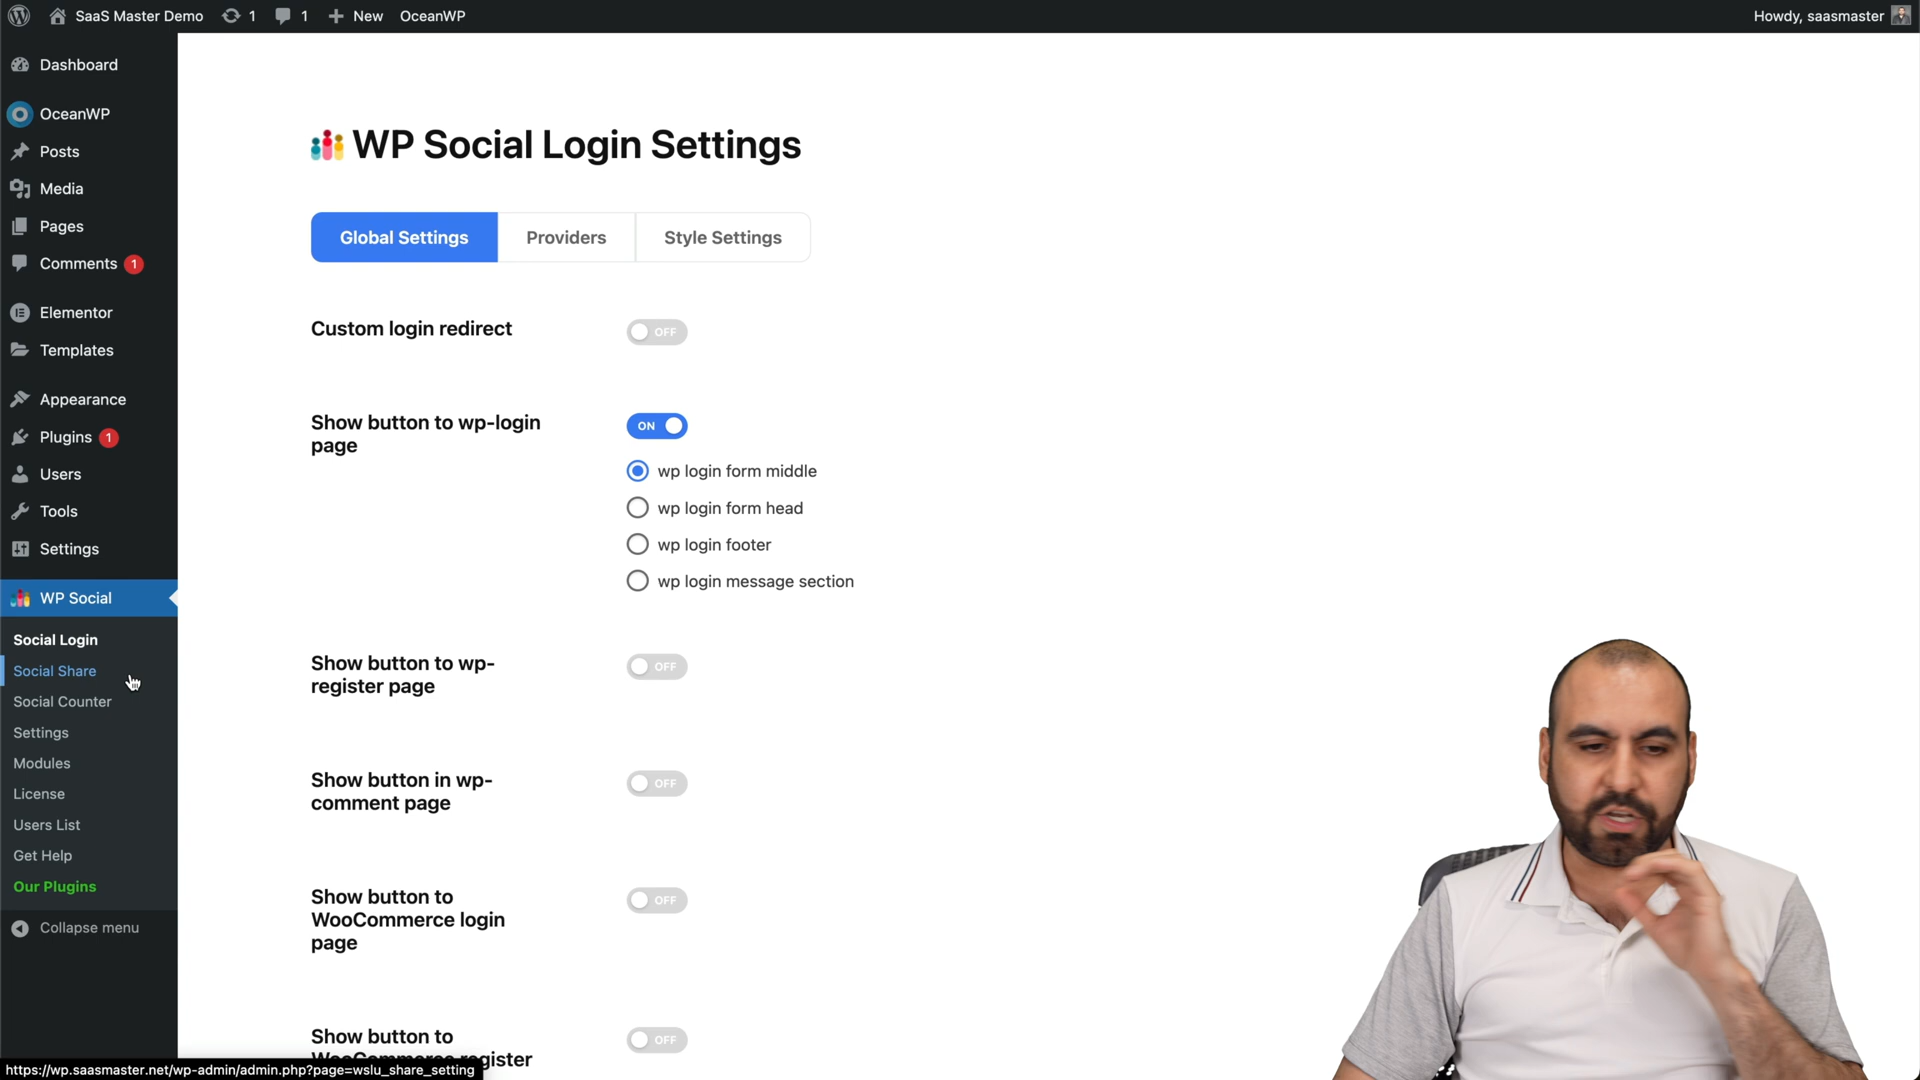 SaaS Master Demo 1 1 New OceanWP Howdy, saasmaster
Dashboard
OceanWP
Posts
Media
Pages
Comments 1
Elementor
Templates
Appearance
Plugins 1
Users
Tools
Settings
WP Social
Social Login
Social Share
Social Counter
Settings
Modules
License
Users List
Get Help
Our Plugins
Collapse menu
WP Social Login Settings
Global Settings Providers Style Settings
Custom login redirect OFF
Show button to wp-login
page
ON
wp login form middle
wp login form head
wp login footer
wp login message section
Show button to wp-
register page
OFF
Show button in wp-
comment page
OFF
Show button to
WooCommerce login
page
OFF
Show button to
WooCommerce register
OFF
https://wp.saasmaster.net/wp-admin/admin.php?page=wslu_share_setting